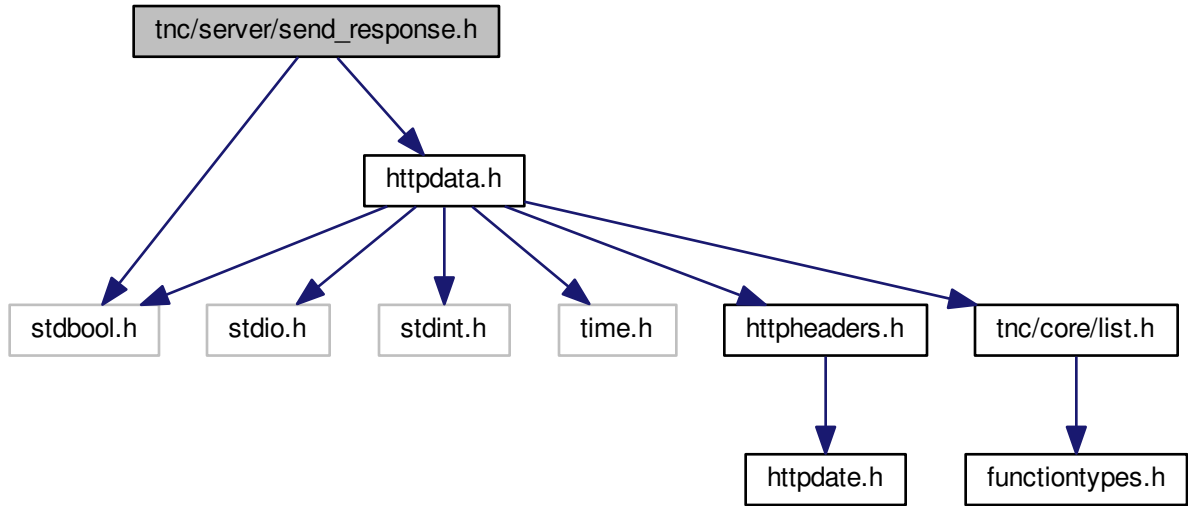 tnc/server/send_response.h
httpdata.h
stdbool.h
stdio.h
stdint.h
time.h
httpheaders.h
tnc/core/list.h
httpdate.h
functiontypes.h